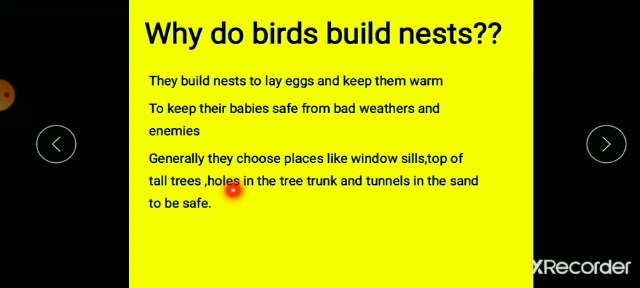 Why do birds build nests??
They build nests to lay eggs and keep them warm
To keep their babies safe from bad weathers and
enemies
Generally they choose places like window sills,top of
tall trees ,holes in the tree trunk and tunnels in the sand
to be safe.
XRecorder